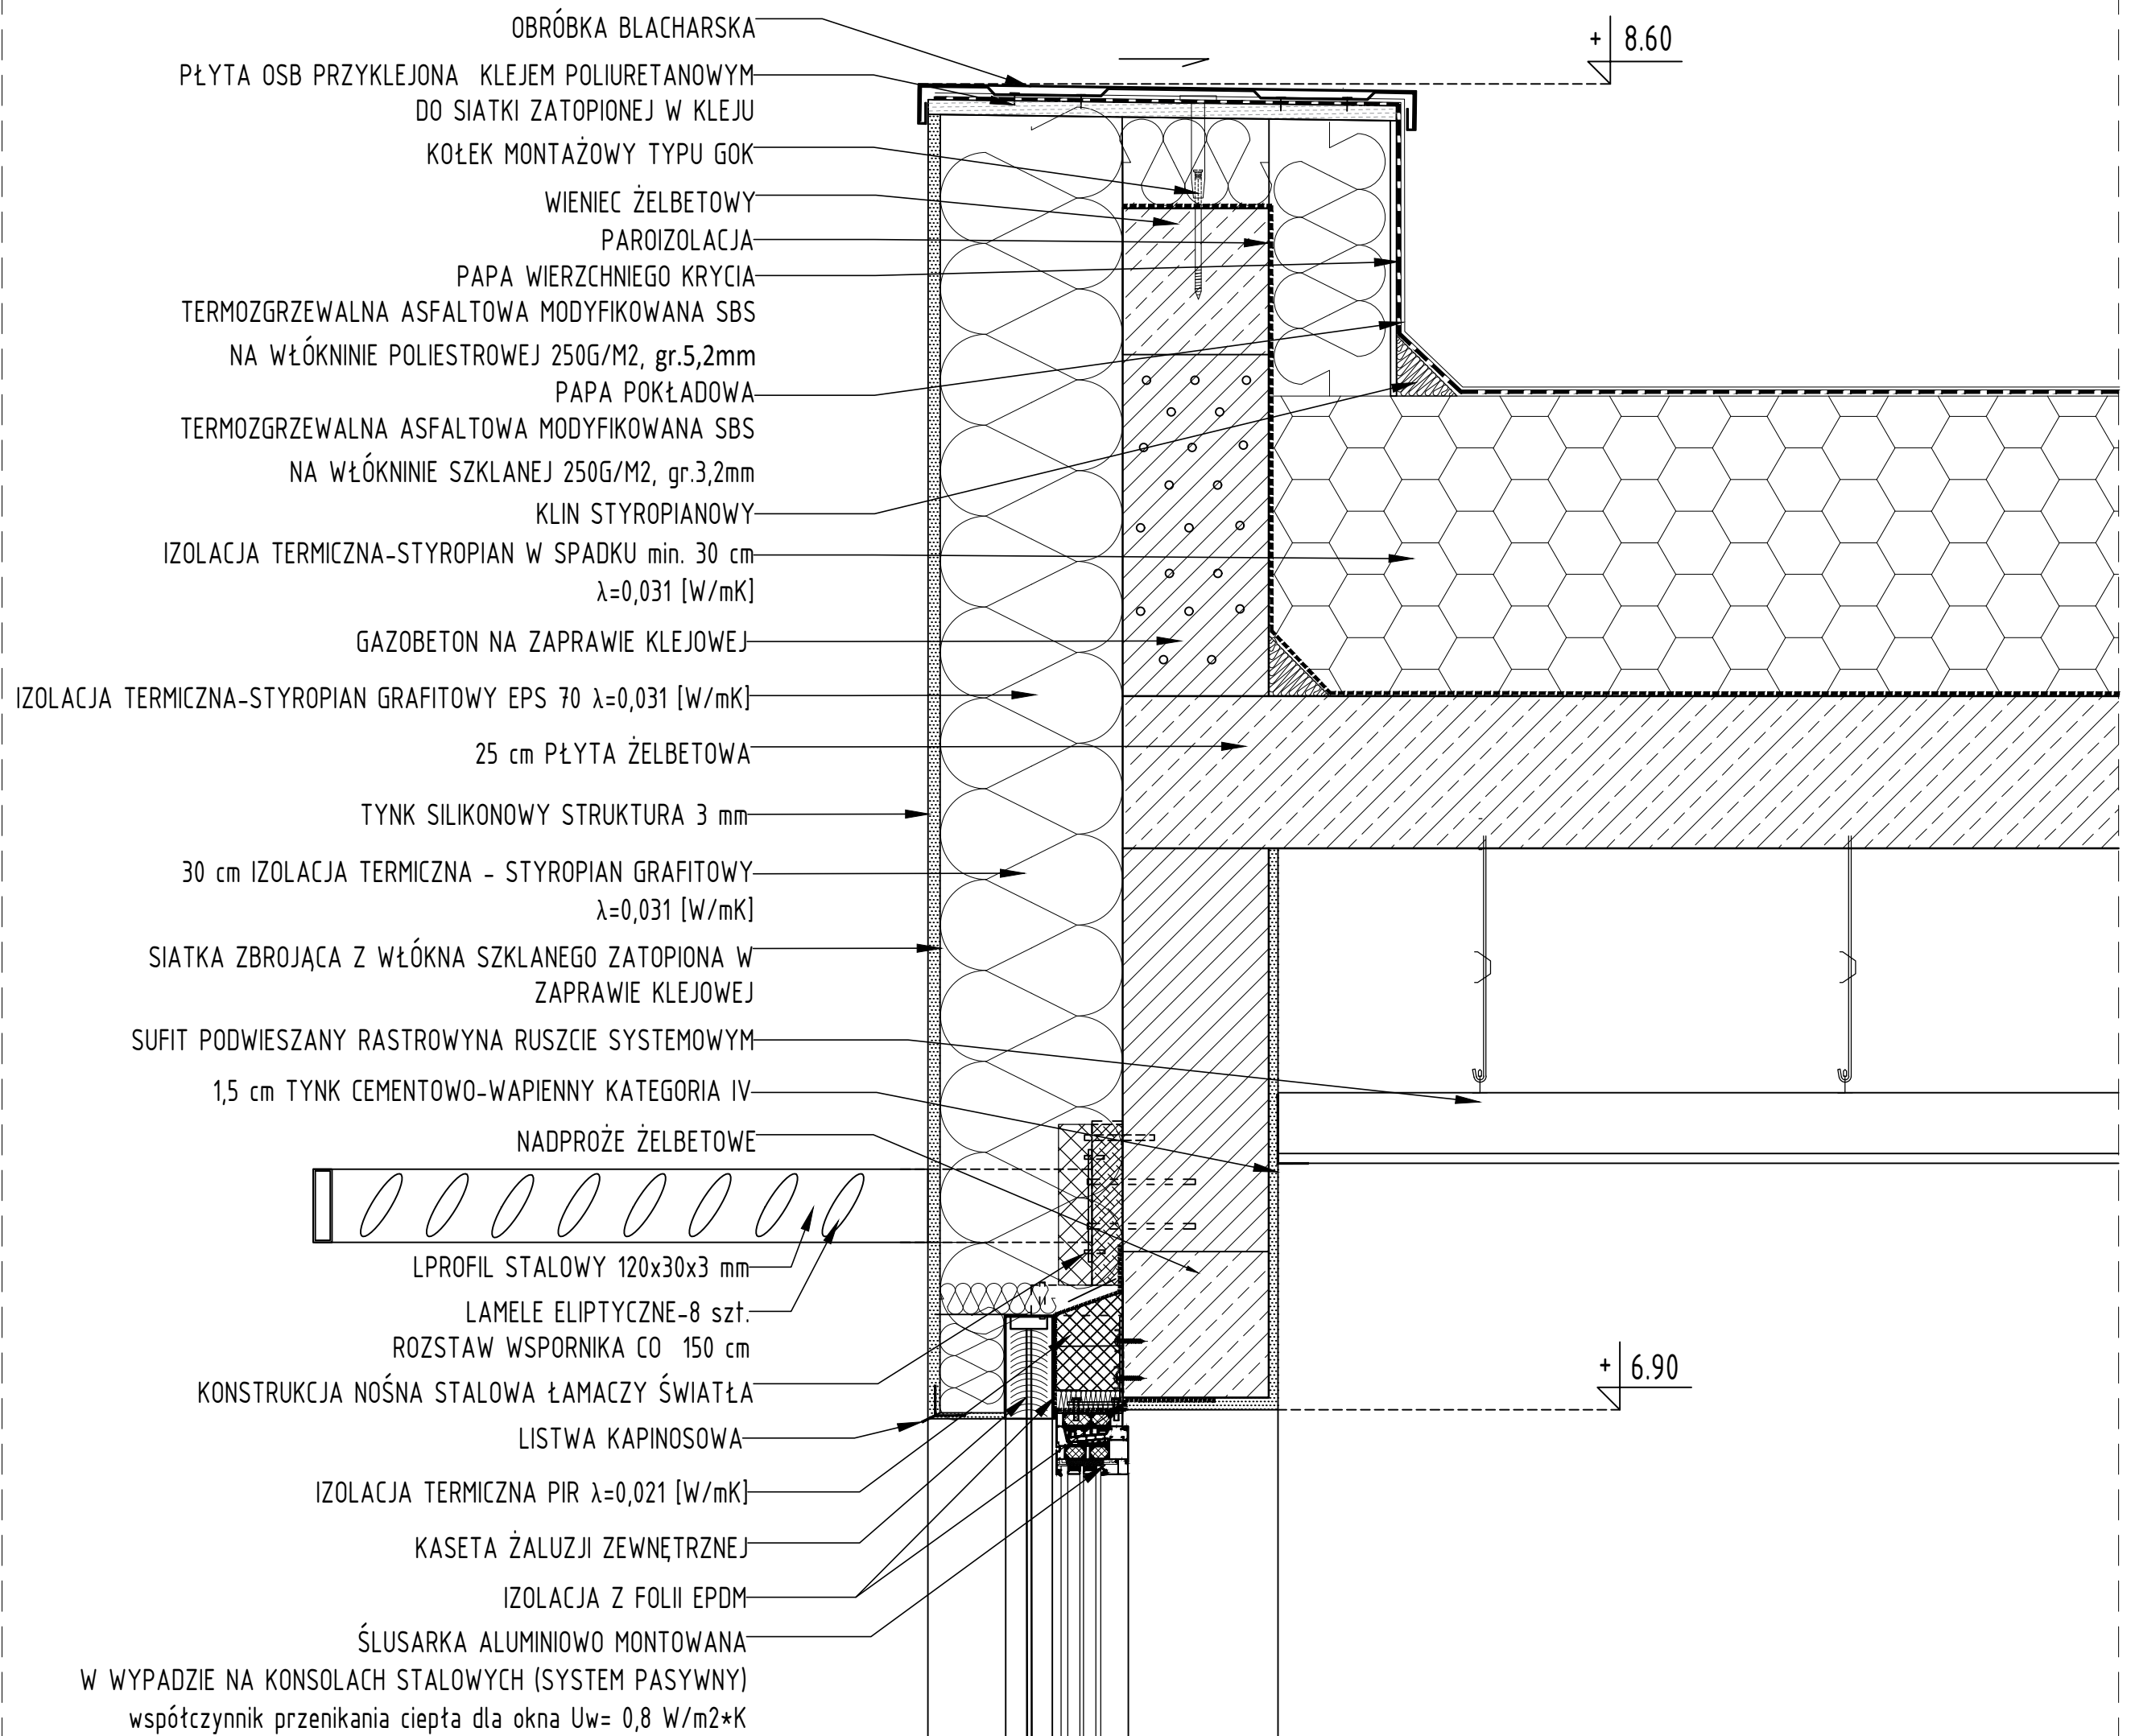 OBRÓBKA BLACHARSKA
+ 8.60
PŁYTA OSB PRZYKLEJONA KLEJEM POLIURETANOWYM
DO SIATKI ZATOPIONEJ W KLEJU
KOŁEK MONTAŻOWY TYPU GOK
WIENIEC ŻELBETOWY
PAROIZOLACJA
PAPA WIERZCHNIEGO KRYCIA
TERMOZGRZEWALNA ASFALTOWA MODYFIKOWANA SBS
NA WŁÓKNINIE POLIESTROWEJ 250G/M2, gr.5,2mm
PAPA POKŁADOWA
TERMOZGRZEWALNA ASFALTOWA MODYFIKOWANA SBS
NA WŁÓKNINIE SZKLANEJ 250G/M2, gr.3,2mm
KLIN STYROPIANOWY
IZOLACJA TERMICZNA-STYROPIAN W SPADKU min. 30 cm
λ=0,031 [W/mK]
GAZOBETON NA ZAPRAWIE KLEJOWEJ
IZOLACJA TERMICZNA-STYROPIAN GRAFITOWY EPS 70 λ=0,031 [W/mK]
25 cm PŁYTA ŻELBETOWA
TYNK SILIKONOWY STRUKTURA 3 mm
30 cm IZOLACJA TERMICZNA - STYROPIAN GRAFITOWY
λ=0,031 [W/mK]
SIATKA ZBROJĄCA Z WŁÓKNA SZKLANEGO ZATOPIONA W
ZAPRAWIE KLEJOWEJ
SUFIT PODWIESZANY RASTROWYNA RUSZCIE SYSTEMOWYM
1,5 cm TYNK CEMENTOWO-WAPIENNY KATEGORIA IV
NADPROŻE ŻELBETOWE
LPROFIL STALOWY 120x30x3 mm
LAMELE ELIPTYCZNE-8 szt.
ROZSTAW WSPORNIKA CO 150 cm
+ 6.90
KONSTRUKCJA NOŚNA STALOWA ŁAMACZY ŚWIATŁA
LISTWA KAPINOSOWA
IZOLACJA TERMICZNA PIR λ=0,021 [W/mK]
KASETA ŻALUZJI ZEWNĘTRZNEJ
IZOLACJA Z FOLII EPDM
ŚLUSARKA ALUMINIOWO MONTOWANA
W WYPADZIE NA KONSOLACH STALOWYCH (SYSTEM PASYWNY)
współczynnik przenikania ciepła dla okna Uw= 0,8 W/m2*K